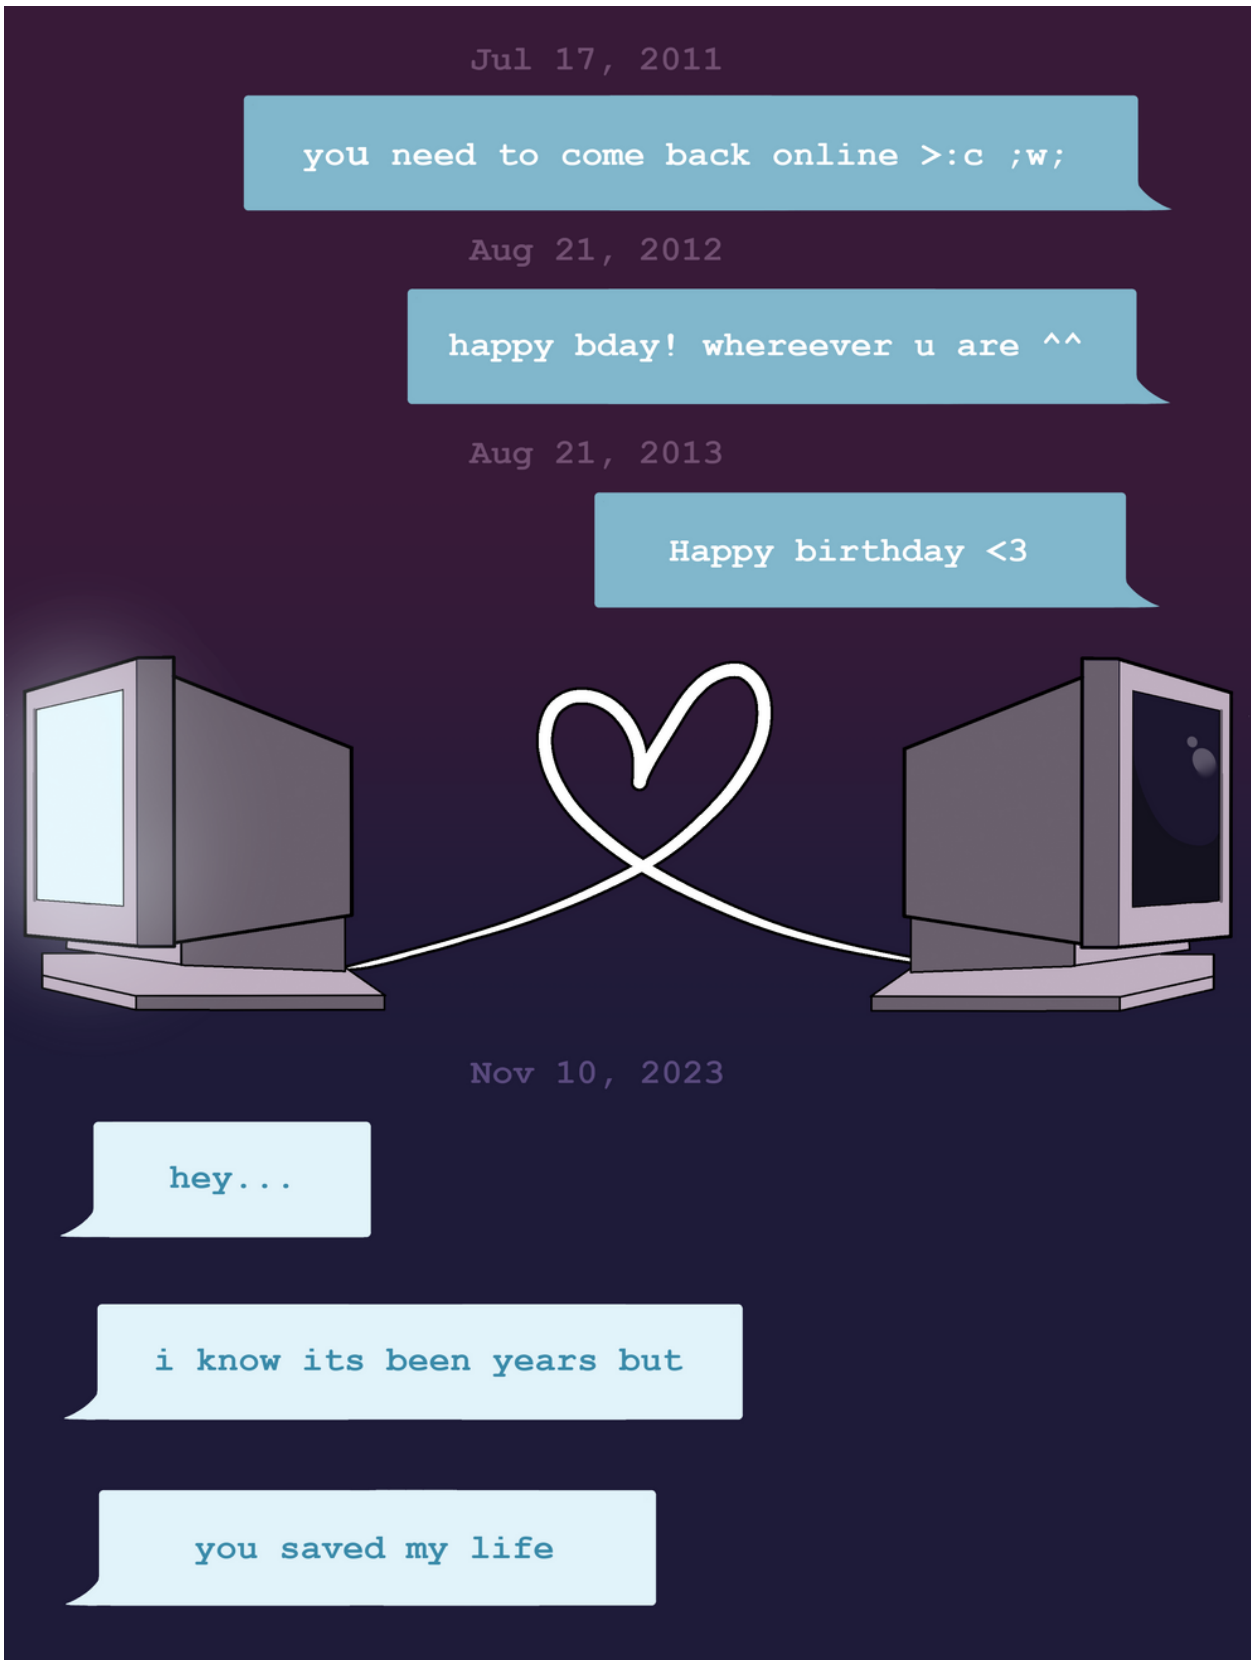 Jul 17, 2011
you need to come back online >:c ;w;
Aug 21, 2012
happy bday! whereever u are ^^
Aug 21, 2013
Happy birthday <3
Nov 10, 2023
hey...
i know its been years but
you saved my life